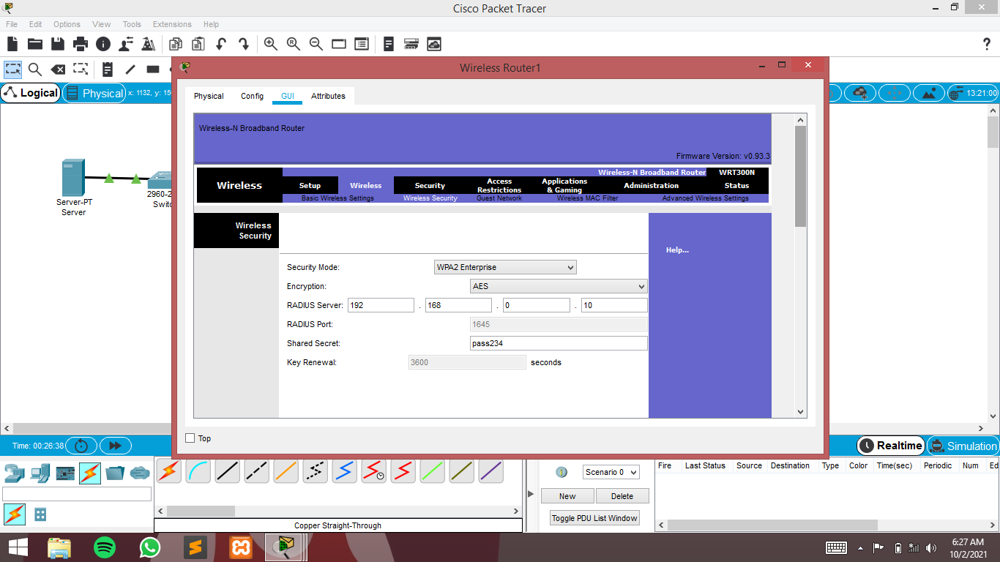 Cisco Packet Tracer
File Edit Options View Tools Extensions Help
R
?
Logical Physical x: 1132, y: 13:21:00
Server-PT
Server
2960-2
Wireless Router1
Physical Config GUI Attributes
Wireless-N Broadband Router
Firmware Version: v0.93.3
Wireless-N Broadband Router WRT300N
Wireless Setup Wireless Security Access Restrictions Applications & Gaming Administration Status
Basic Wireless Settings Wireless Security Guest Network Wireless MAC Filter Advanced Wireless Settings
Wireless
Security
Help...
Security Mode: WPA2 Enterprise
Encryption: AES
RADIUS Server: 192 . 168 . 0 . 10
RADIUS Port: 1645
Shared Secret: pass234
Key Renewal: 3600 seconds
Top
Time: 00:26:38 Realtime Simulation
Scenario 0
New Delete
Toggle PDU List Window
Fire Last Status Source Destination Type Color Time(sec) Periodic Num Ed
Copper Straight-Through
6:27 AM
10/2/2021